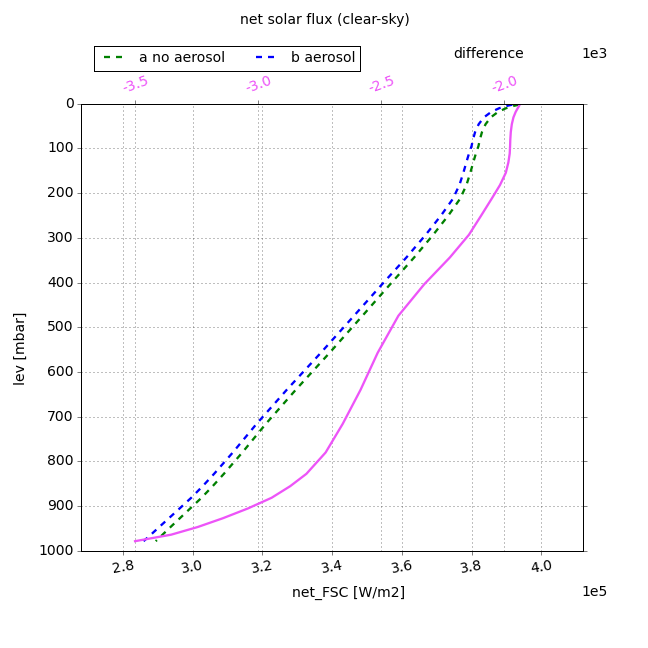 net solar flux (clear-sky)
a no aerosol b aerosol difference 1e3
-3.5 -3.0 -2.5 -2.0
0
100
200
300
400
500
600
700
800
900
1000
lev [mbar]
2.8 3.0 3.2 3.4 3.6 3.8 4.0
net_FSC [W/m2] 1e5